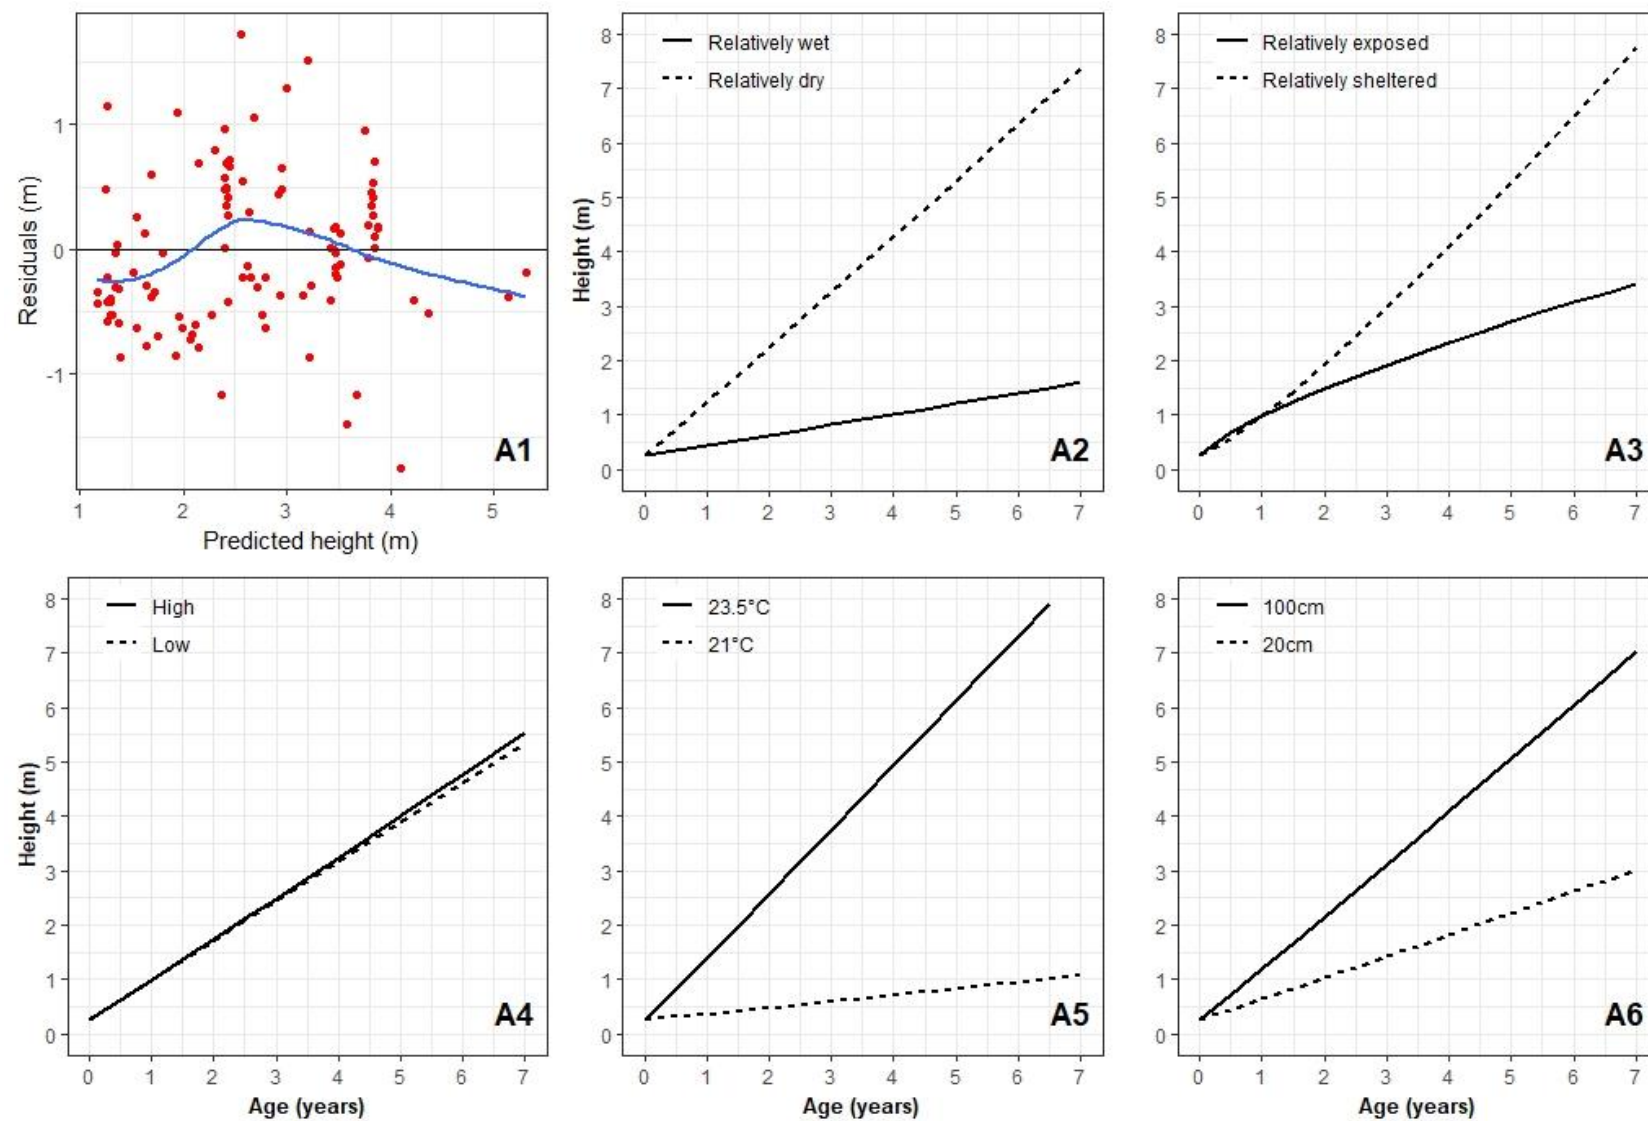 Residuals (m)
1
0
-1
1 2 3 4 5
Predicted height (m)
A1
Relatively wet
Relatively dry
Height (m)
8
7
6
5
4
3
2
1
0
0 1 2 3 4 5 6 7
A2
Relatively exposed
Relatively sheltered
8
7
6
5
4
3
2
1
0
0 1 2 3 4 5 6 7
A3
High
Low
Height (m)
8
7
6
5
4
3
2
1
0
0 1 2 3 4 5 6 7
Age (years)
A4
23.5°C
21°C
8
7
6
5
4
3
2
1
0
0 1 2 3 4 5 6 7
Age (years)
A5
100cm
20cm
8
7
6
5
4
3
2
1
0
0 1 2 3 4 5 6 7
Age (years)
A6